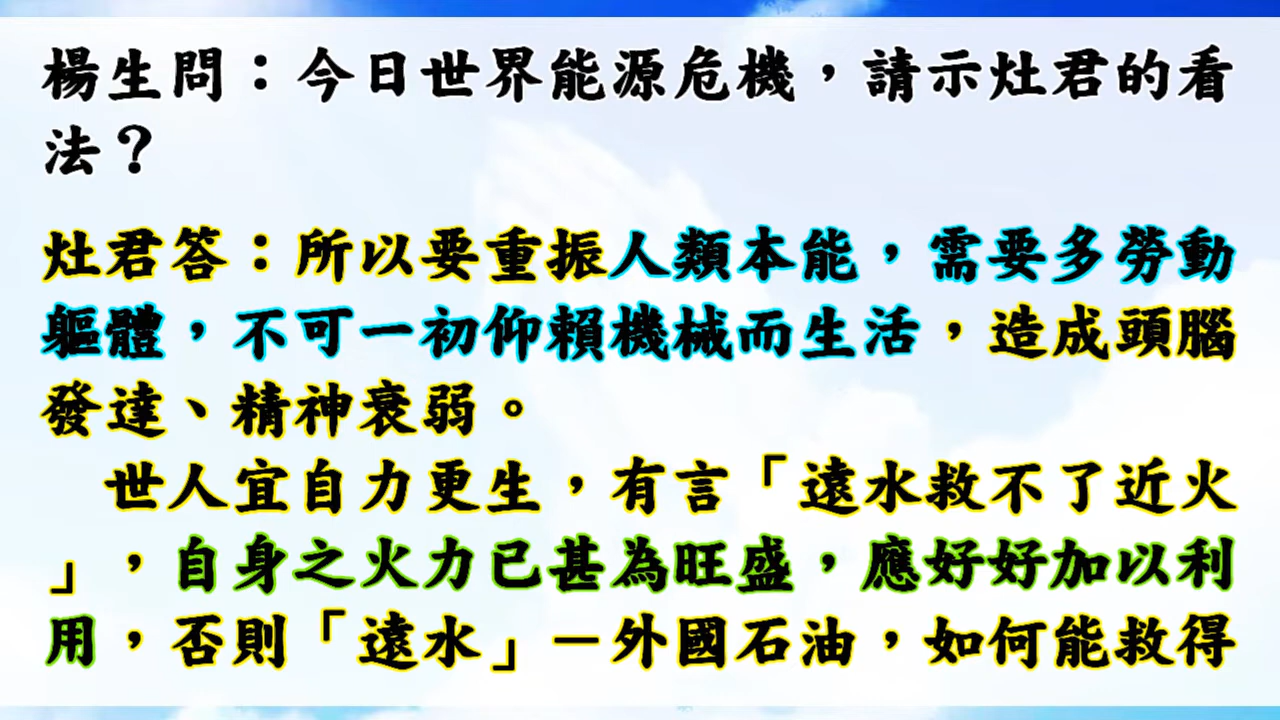 楊生問：今日世界能源危機，請示灶君的看
法？
灶君答：所以要重振人類本能，需要多勞動
軀體，不可一初仰賴機械而生活，造成頭腦
發達、精神衰弱。
世人宜自力更生，有言「遠水救不了近火
」，自身之火力已甚為旺盛，應好好加以利
用，否則「遠水」－外國石油，如何能救得